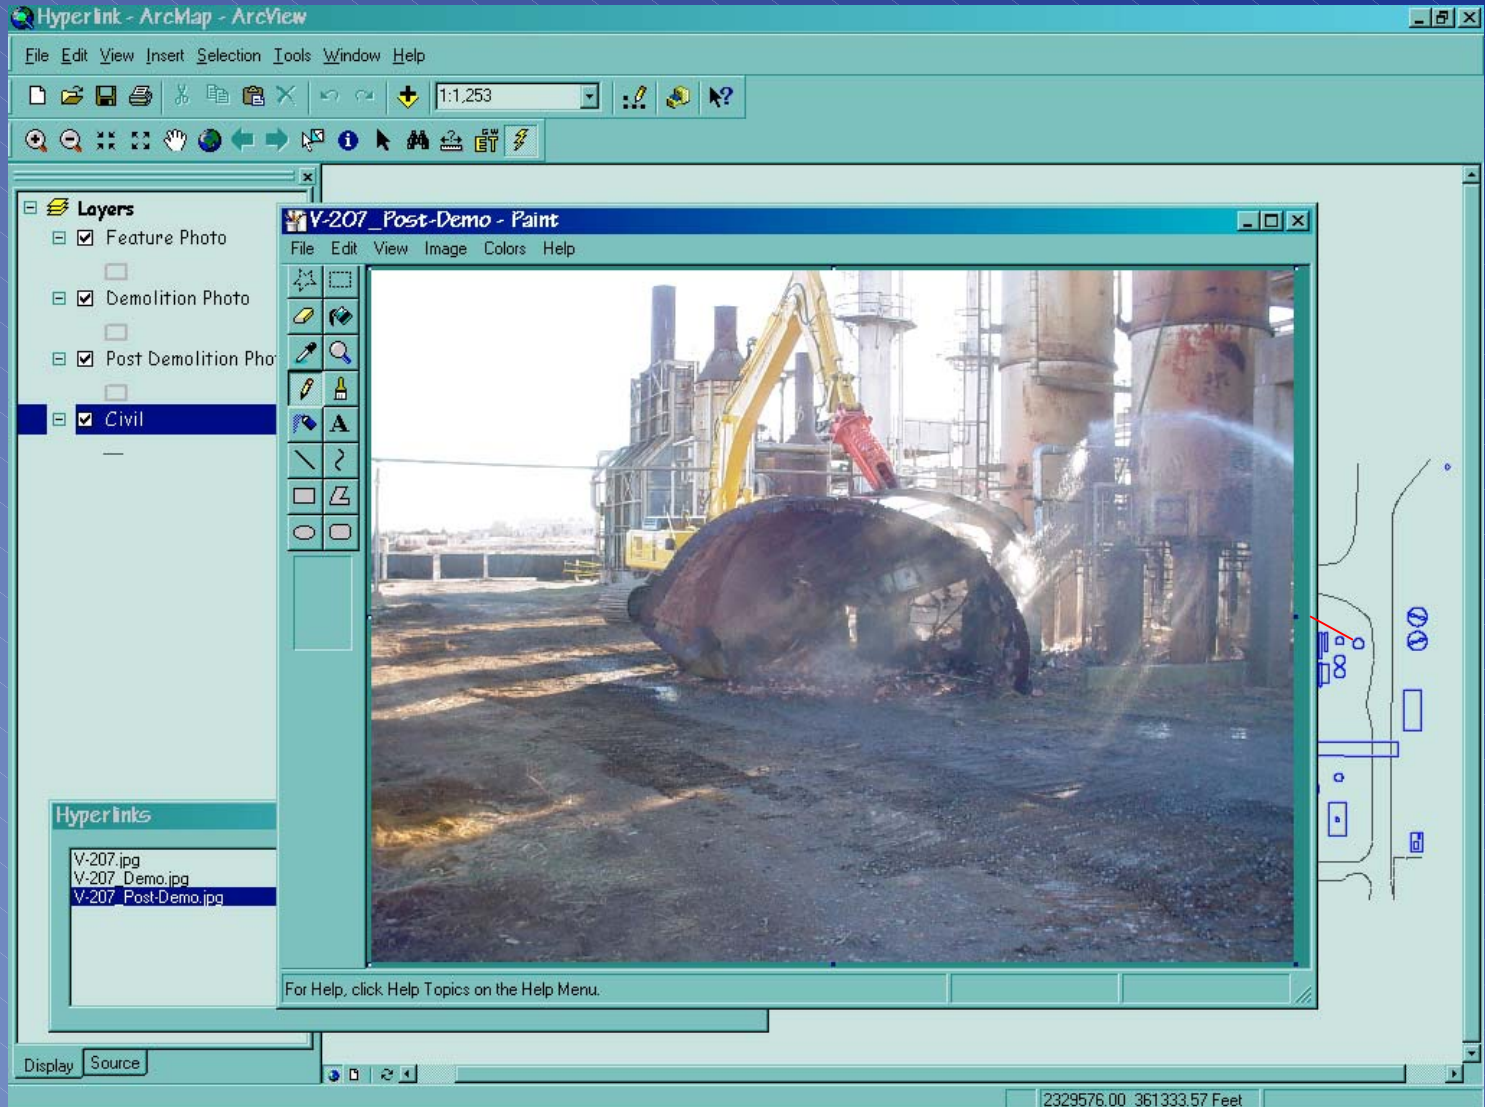 Hyperlink - ArcMap - ArcView
File Edit View Insert Selection Tools Window Help
1:1,253
Layers
Feature Photo
Demolition Photo
Post Demolition Pho
Civil
V-207_Post-Demo - Paint
File Edit View Image Colors Help
A
For Help, click Help Topics on the Help Menu.
Hyperlinks
V-207.jpg
V-207_Demo.jpg
V-207_Post-Demo.jpg
Display Source
2329576.00 361333.57 Feet